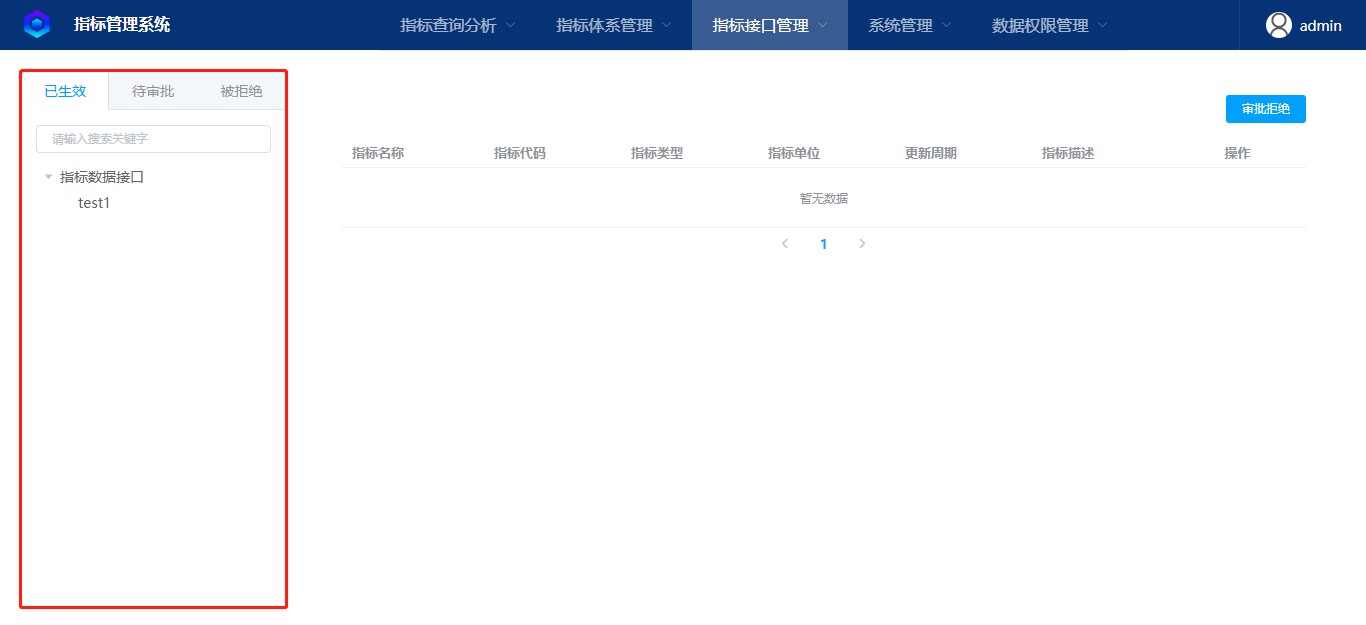 指标管理系统 指标查询分析 指标体系管理 指标接口管理 系统管理 数据权限管理 admin
已生效 待审批 被拒绝
请输入搜索关键字
指标数据接口
test1
审批拒绝
指标名称 指标代码 指标类型 指标单位 更新周期 指标描述 操作
暂无数据
1